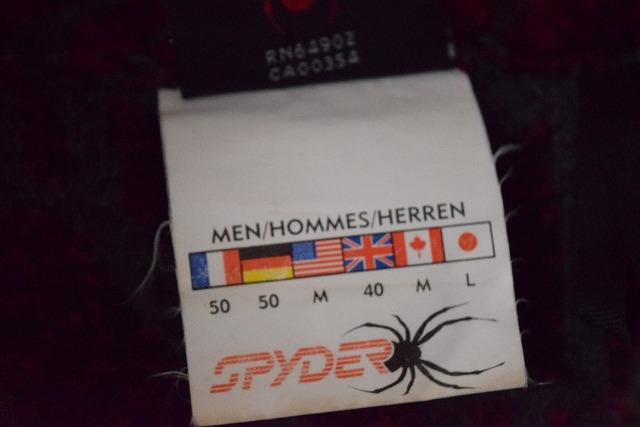 RN64902
CA00354
MEN/HOMMES/HERREN
50 50 M 40 M L
SPYDER